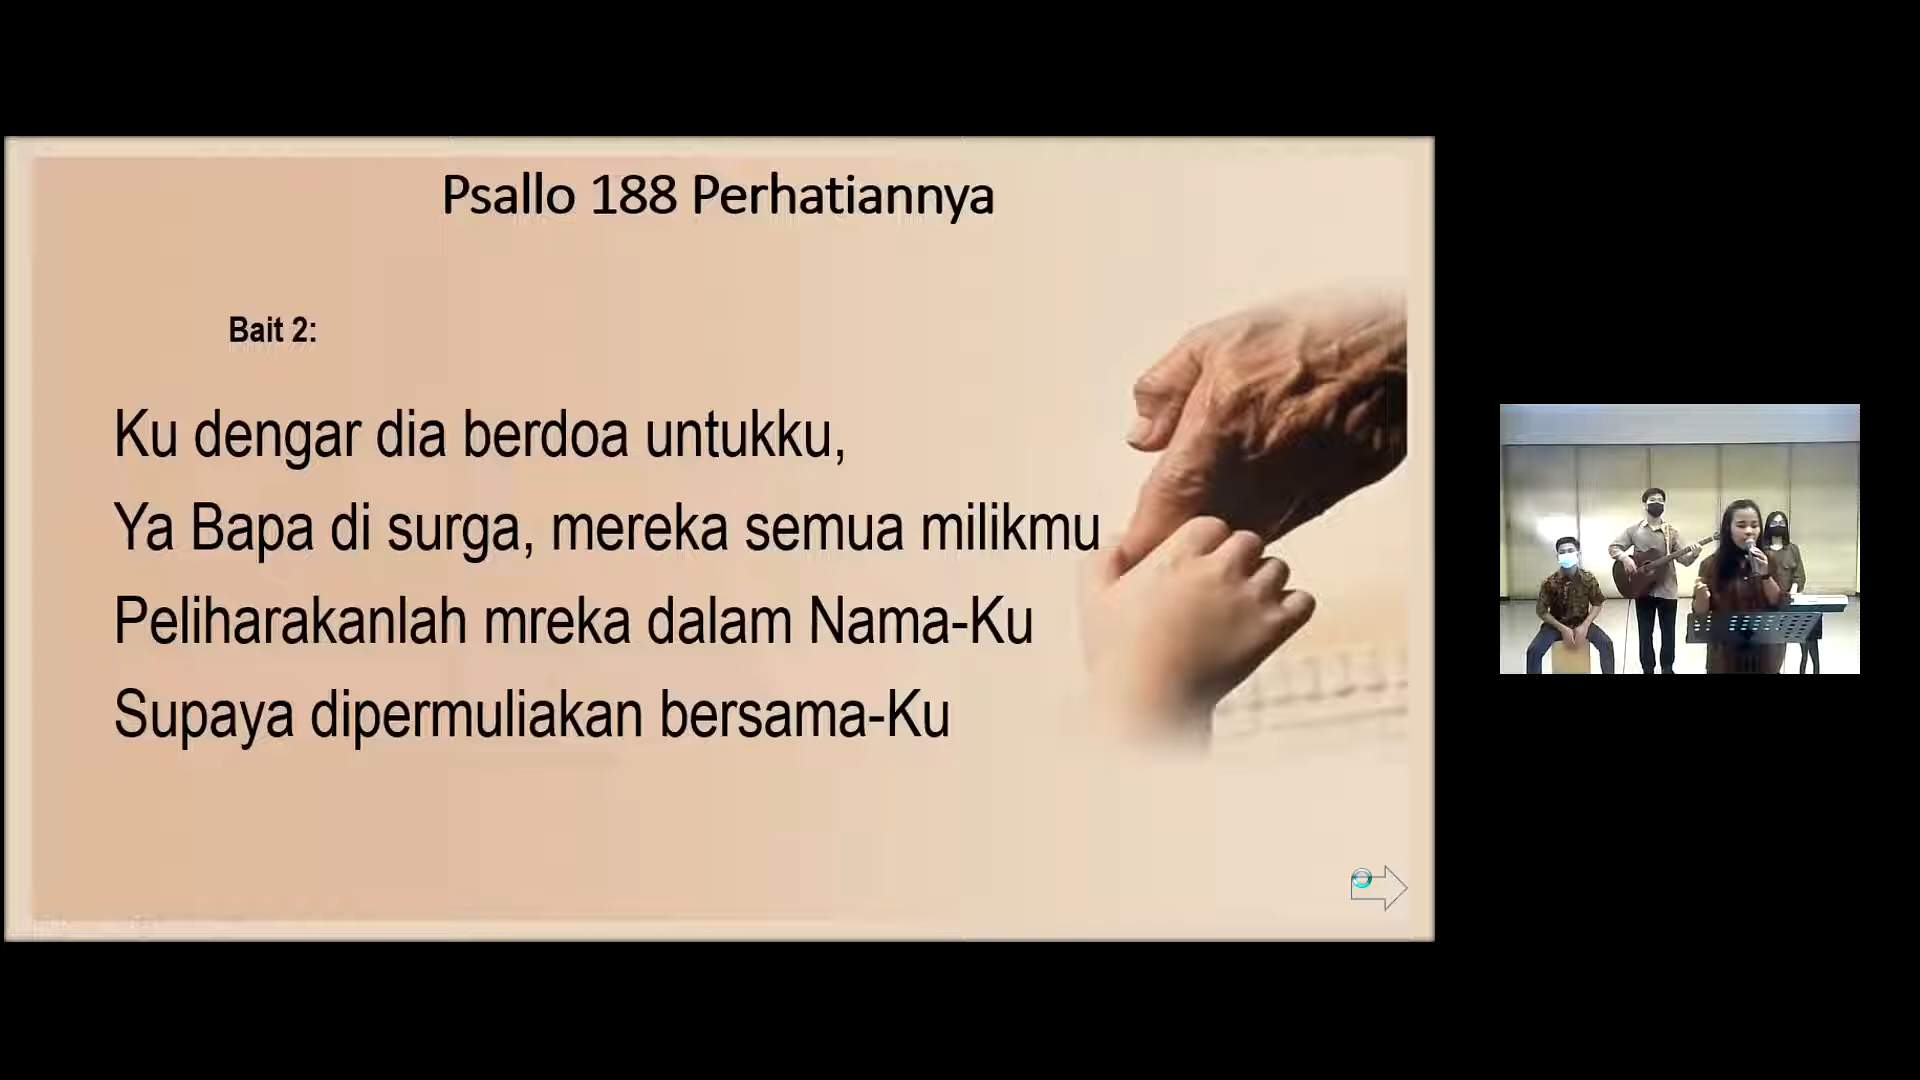 Psallo 188 Perhatiannya
Bait 2:
Ku dengar dia berdoa untukku,
Ya Bapa di surga, mereka semua milikmu
Peliharakanlah mreka dalam Nama-Ku
Supaya dipermuliakan bersama-Ku